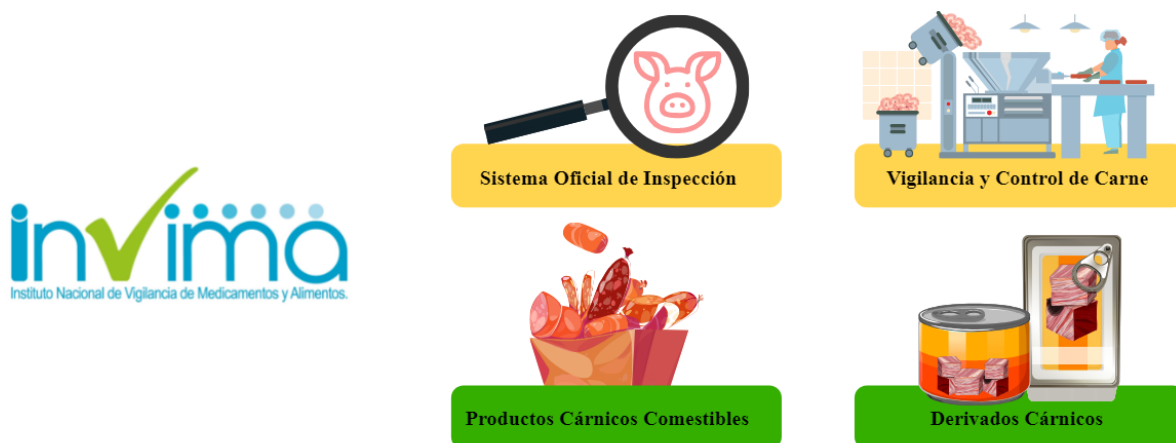 invima
Instituto Nacional de Vigilancia de Medicamentos y Alimentos.
Sistema Oficial de Inspección
Vigilancia y Control de Carne
Productos Cárnicos Comestibles
Derivados Cárnicos